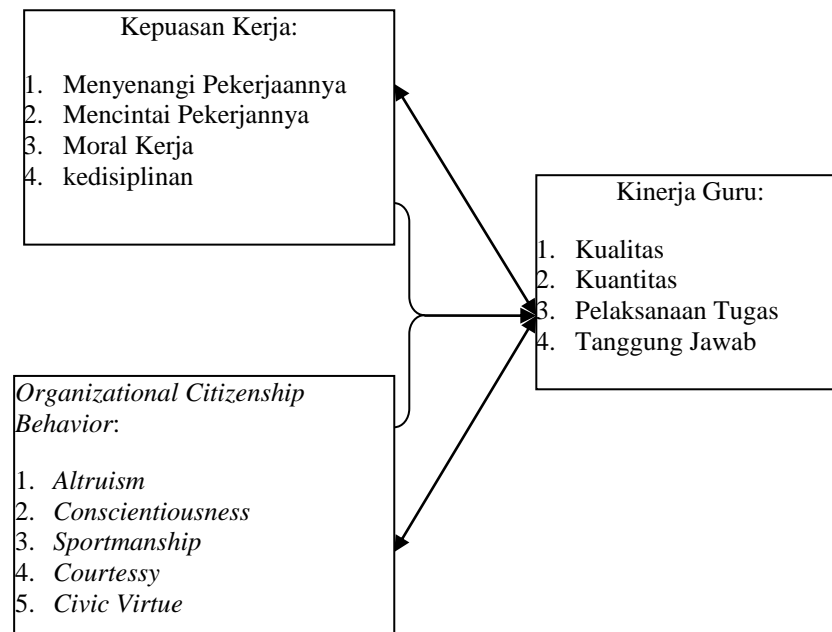 Kepuasan Kerja:
1. Menyenangi Pekerjaannya
2. Mencintai Pekerjannya
3. Moral Kerja
4. kedisiplinan
Kinerja Guru:
1. Kualitas
2. Kuantitas
3. Pelaksanaan Tugas
4. Tanggung Jawab
Organizational Citizenship
Behavior:
1. Altruism
2. Conscientiousness
3. Sportmanship
4. Courtessy
5. Civic Virtue